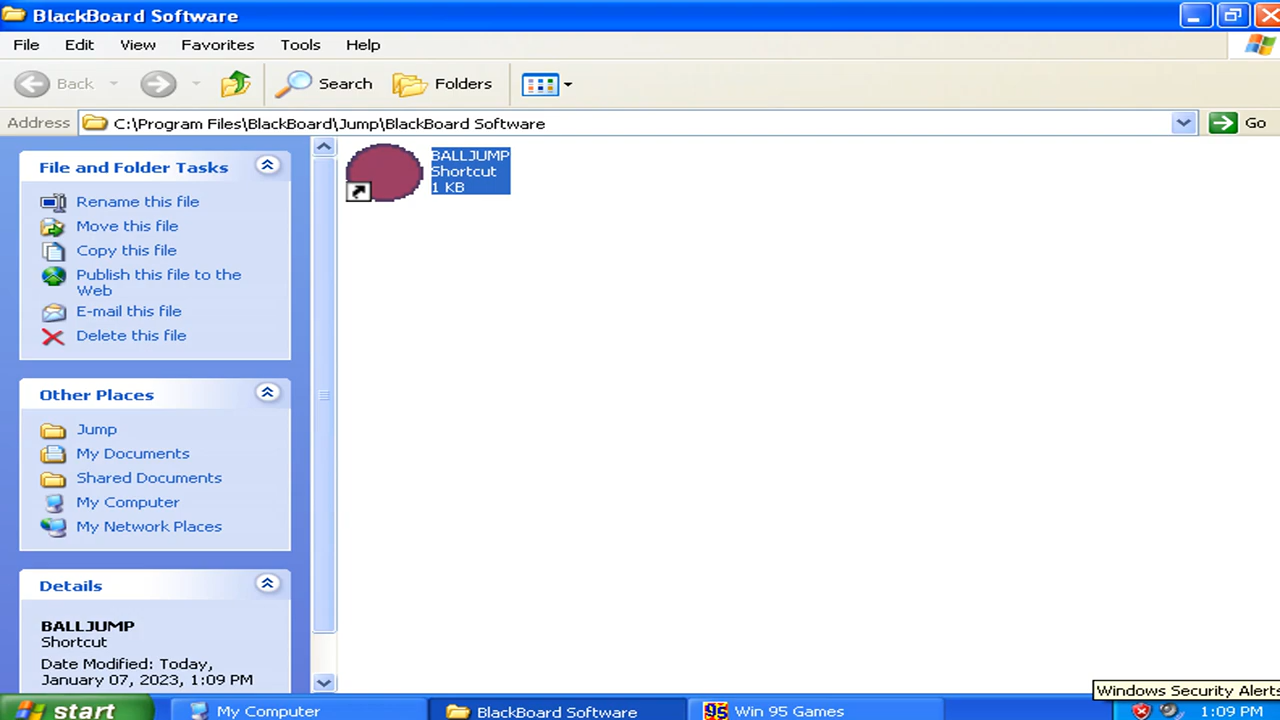 BlackBoard Software
File Edit View Favorites Tools Help
Back Search Folders
Address C:\Program Files\BlackBoard\Jump\BlackBoard Software Go
File and Folder Tasks
Rename this file
Move this file
Copy this file
Publish this file to the
Web
E-mail this file
Delete this file
Other Places
Jump
My Documents
Shared Documents
My Computer
My Network Places
Details
BALLJUMP
Shortcut
Date Modified: Today,
January 07, 2023, 1:09 PM
BALLJUMP
Shortcut
1 KB
Windows Security Alerts
start My Computer BlackBoard Software 95 Win 95 Games 1:09 PM